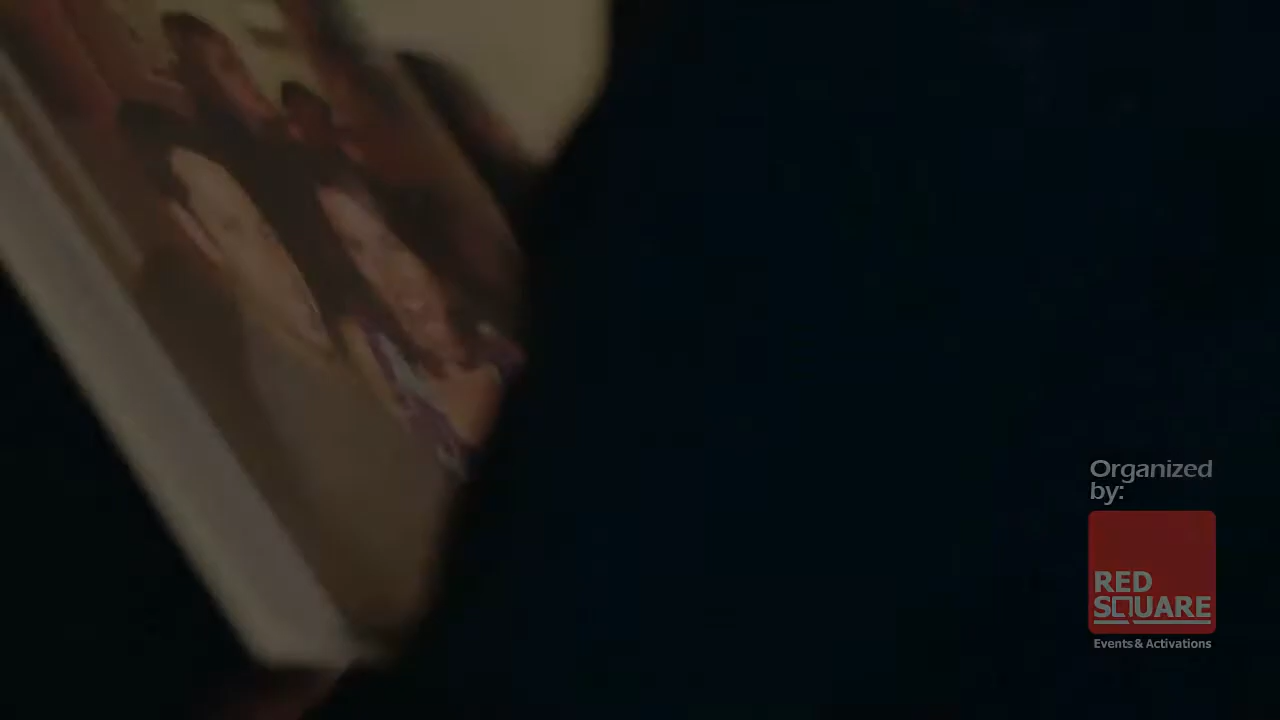 Organized
by:
RED
SQUARE
Events & Activations